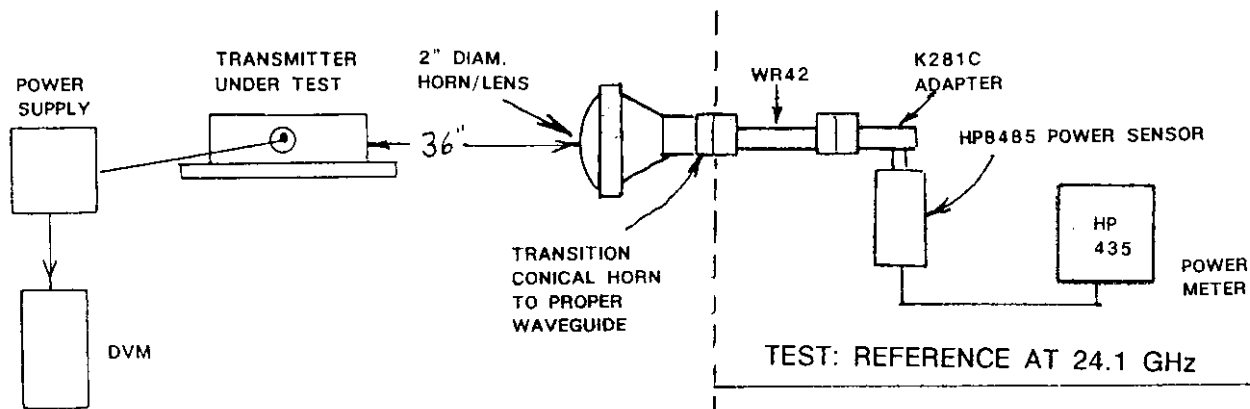 POWER
SUPPLY
TRANSMITTER
UNDER TEST
2" DIAM.
HORN/LENS
36"
WR42
K281C
ADAPTER
HP8485 POWER SENSOR
HP
435
POWER
METER
TRANSITION
CONICAL HORN
TO PROPER
WAVEGUIDE
DVM
TEST: REFERENCE AT 24.1 GHz